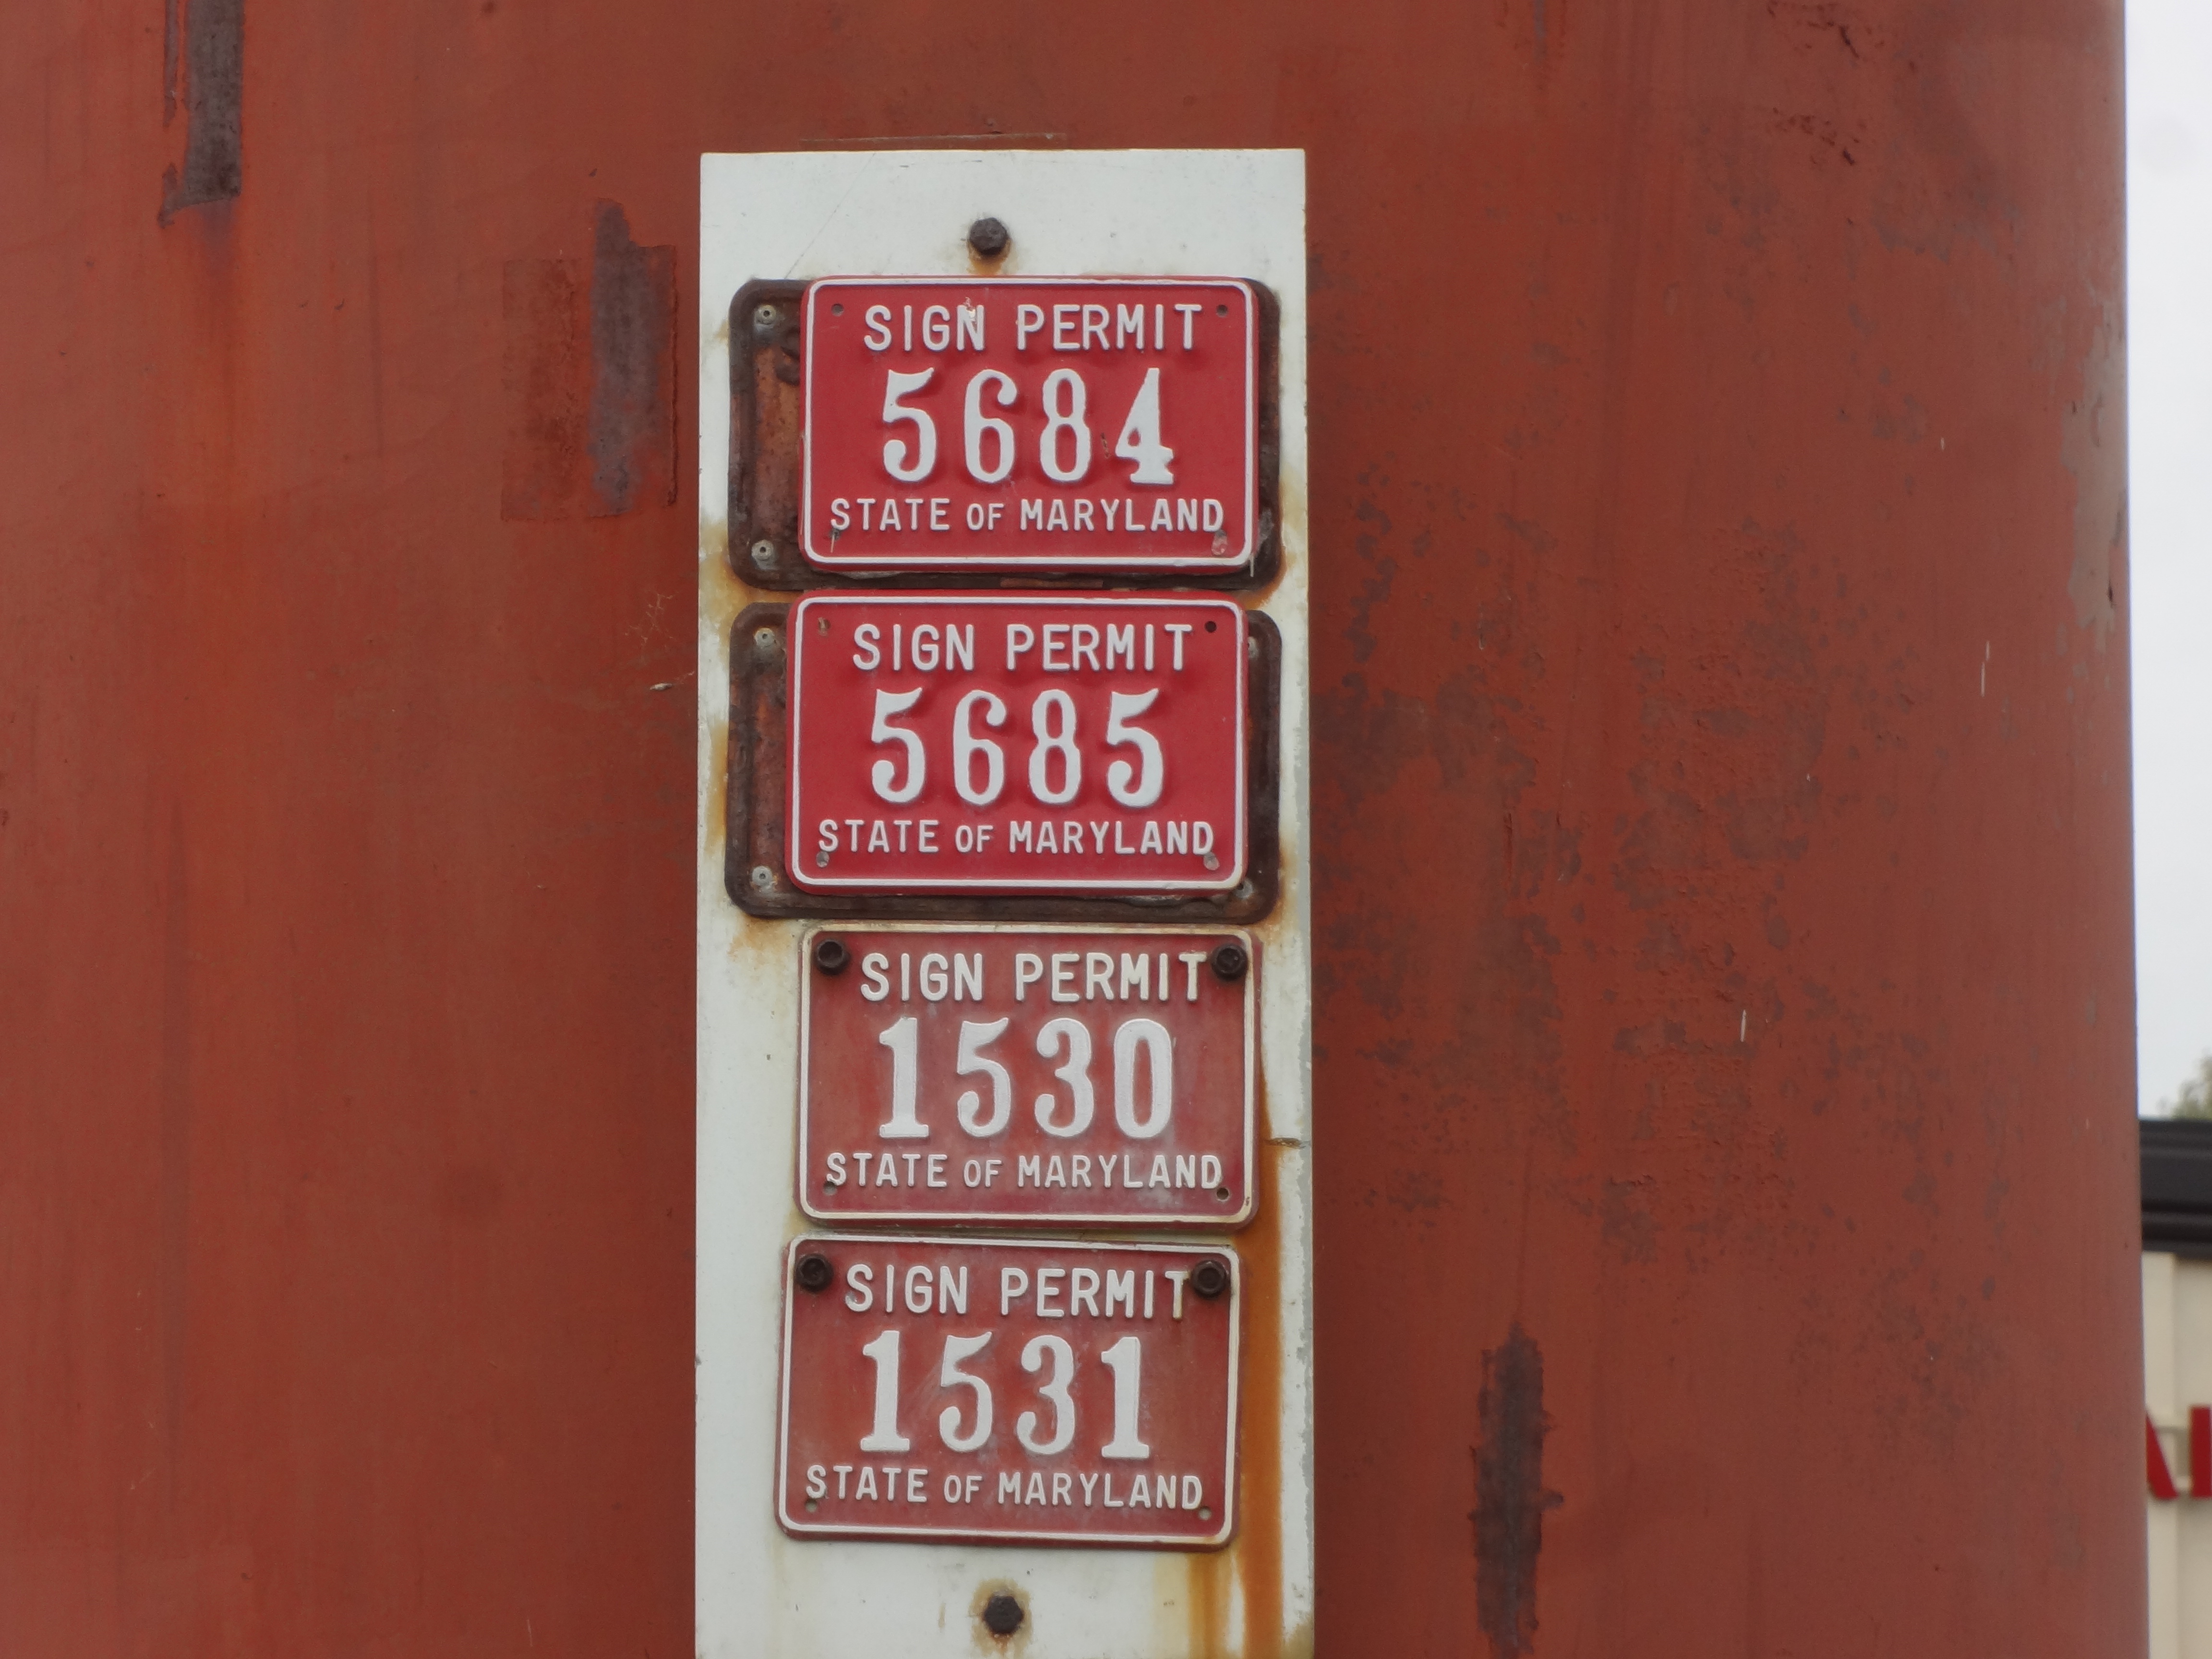 SIGN PERMIT
5684
STATE OF MARYLAND
SIGN PERMIT
5685
STATE OF MARYLAND
SIGN PERMIT
1530
STATE OF MARYLAND
SIGN PERMIT
1531
STATE OF MARYLAND